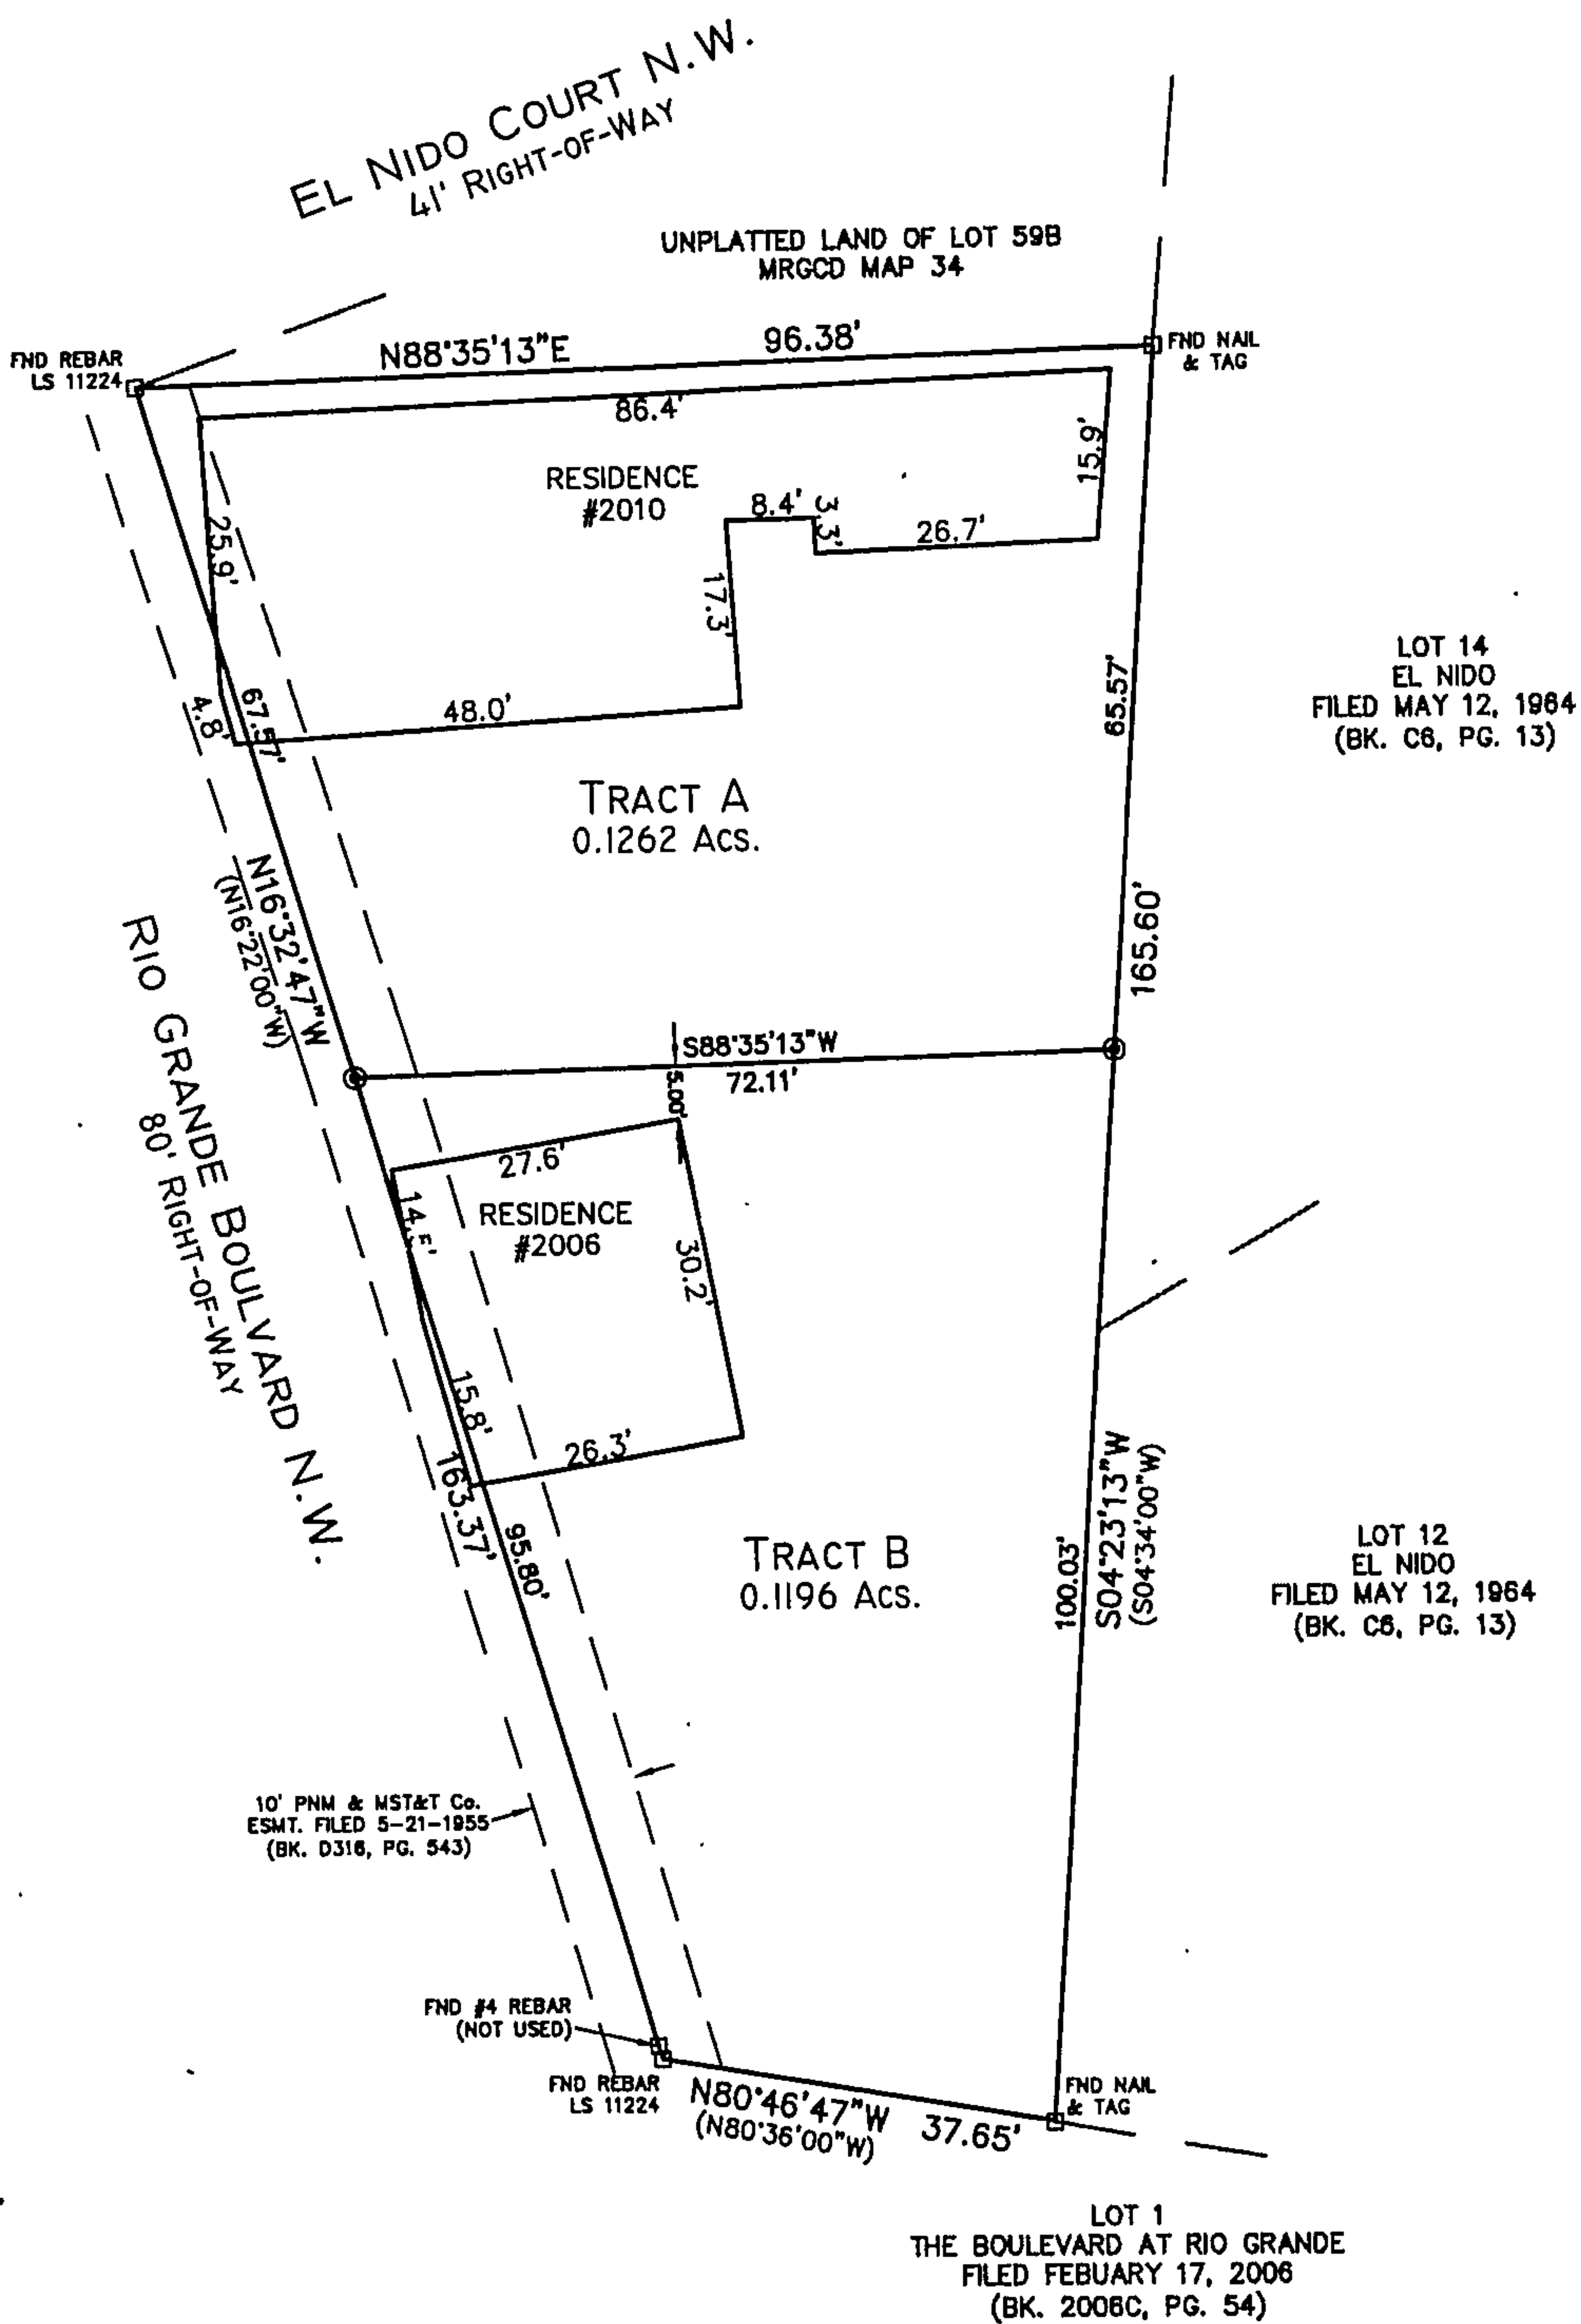 EL NIDO COURT N.W.
41' RIGHT-OF-WAY
UNPLATTED LAND OF LOT 59B
MRGCD MAP 34
FND REBAR
LS 11224
N88°35'13"E
96.38'
FND NAIL
& TAG
86.4'
15.9'
RESIDENCE
#2010
8.4'
3.3'
26.7'
25.9'
17.3'
4.8'
67.57'
48.0'
65.57'
LOT 14
EL NIDO
FILED MAY 12, 1964
(BK. C6, PG. 13)
TRACT A
0.1262 ACS.
N16°32'47"W
(N16°22'00"W)
165.60'
RIO GRANDE BOULVARD N.W.
80' RIGHT-OF-WAY
S88°35'13"W
72.11'
5.00'
27.6'
14.5'
RESIDENCE
#2006
30.2'
15.8'
26.3'
163.37'
95.80'
TRACT B
0.1196 ACS.
100.03'
S04°23'13"W
(S04°34'00"W)
LOT 12
EL NIDO
FILED MAY 12, 1964
(BK. C6, PG. 13)
10' PNM & MST&T Co.
ESMT. FILED 5-21-1955
(BK. D316, PG. 543)
FND #4 REBAR
(NOT USED)
FND REBAR
LS 11224
N80°46'47"W
(N80°36'00"W)
37.65'
FND NAIL
& TAG
LOT 1
THE BOULEVARD AT RIO GRANDE
FILED FEBUARY 17, 2006
(BK. 2006C, PG. 54)